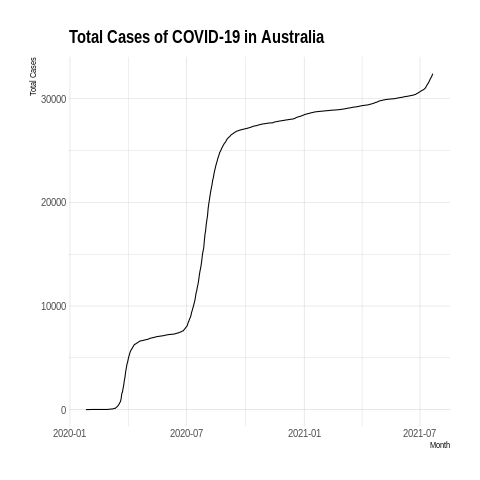 Total Cases of COVID-19 in Australia
Total Cases
30000
20000
10000
0
2020-01
2020-07
2021-01
2021-07
Month